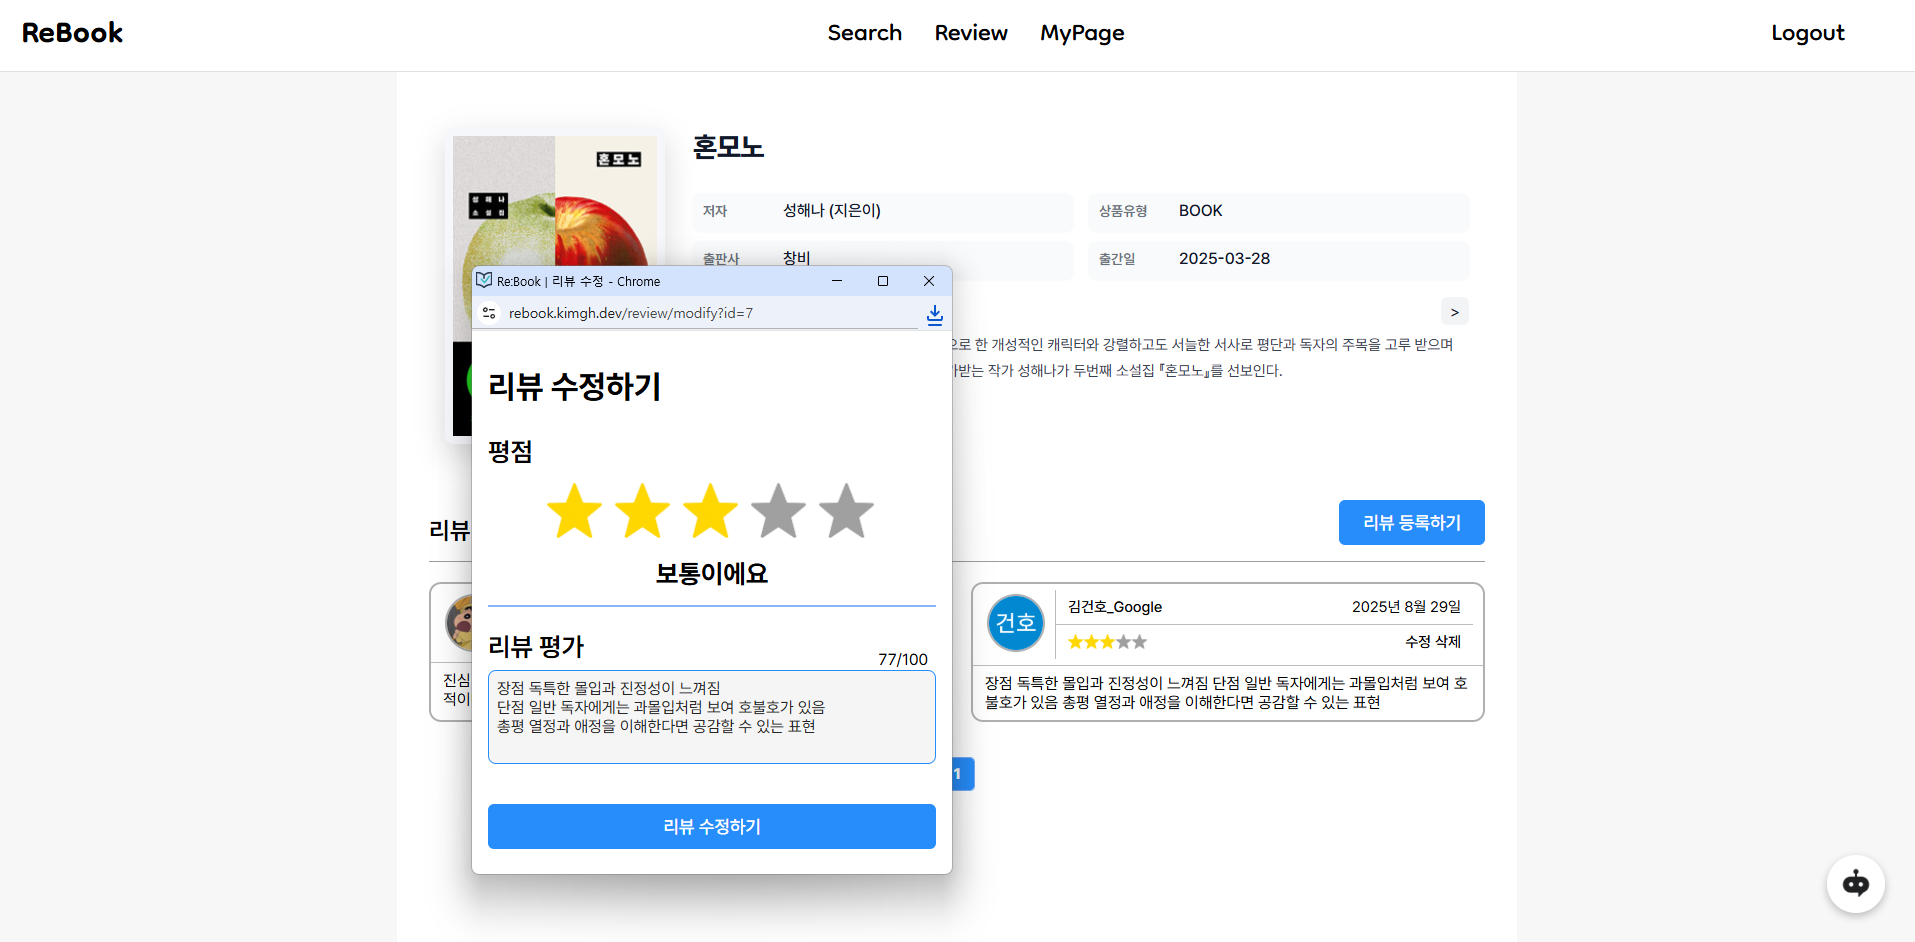 ReBook
Search Review MyPage
Logout
혼모노
혼모노
성해나
소설집
저자 성해나 (지은이)
상품유형 BOOK
출판사 창비
출간일 2025-03-28
>
으로 한 개성적인 캐릭터와 강렬하고도 서늘한 서사로 평단과 독자의 주목을 고루 받으며
가받는 작가 성해나가 두번째 소설집 『혼모노』를 선보인다.
Re:Book | 리뷰 수정 - Chrome
rebook.kimgh.dev/review/modify?id=7
리뷰 수정하기
평점
보통이에요
리뷰 평가
77/100
장점 독특한 몰입과 진정성이 느껴짐
단점 일반 독자에게는 과몰입처럼 보여 호불호가 있음
총평 열정과 애정을 이해한다면 공감할 수 있는 표현
리뷰 수정하기
리뷰
리뷰 등록하기
진심
적이
건호
김건호_Google
2025년 8월 29일
수정 삭제
장점 독특한 몰입과 진정성이 느껴짐 단점 일반 독자에게는 과몰입처럼 보여 호
불호가 있음 총평 열정과 애정을 이해한다면 공감할 수 있는 표현
1